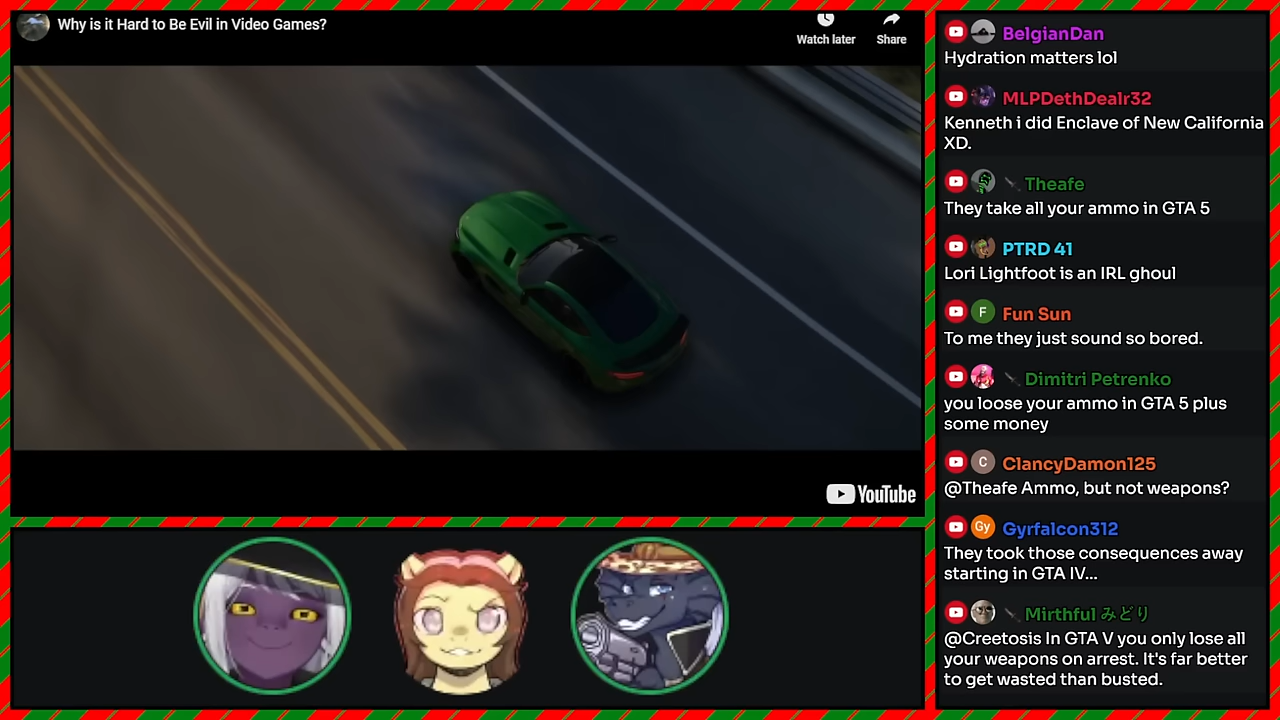 Why is it Hard to Be Evil in Video Games?
Watch later
Share
YouTube
BelgianDan
Hydration matters lol
MLPDethDealr32
Kenneth i did Enclave of New California
XD.
Theafe
They take all your ammo in GTA 5
PTRD 41
Lori Lightfoot is an IRL ghoul
F
Fun Sun
To me they just sound so bored.
Dimitri Petrenko
you loose your ammo in GTA 5 plus
some money
C
ClancyDamon125
@Theafe Ammo, but not weapons?
Gy
Gyrfalcon312
They took those consequences away
starting in GTA IV...
Mirthful みどり
@Creetosis In GTA V you only lose all
your weapons on arrest. It's far better
to get wasted than busted.